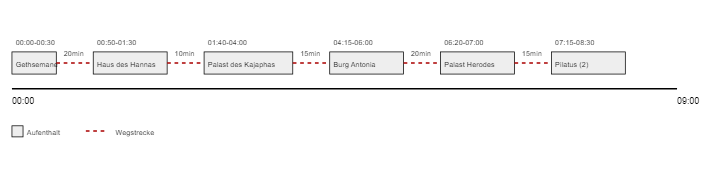 00:00-00:30 00:50-01:30 01:40-04:00 04:15-06:00 06:20-07:00 07:15-08:30
20min 10min 15min 20min 15min
Gethsemane Haus des Hannas Palast des Kajaphas Burg Antonia Palast Herodes Pilatus (2)
00:00 09:00
Aufenthalt Wegstrecke